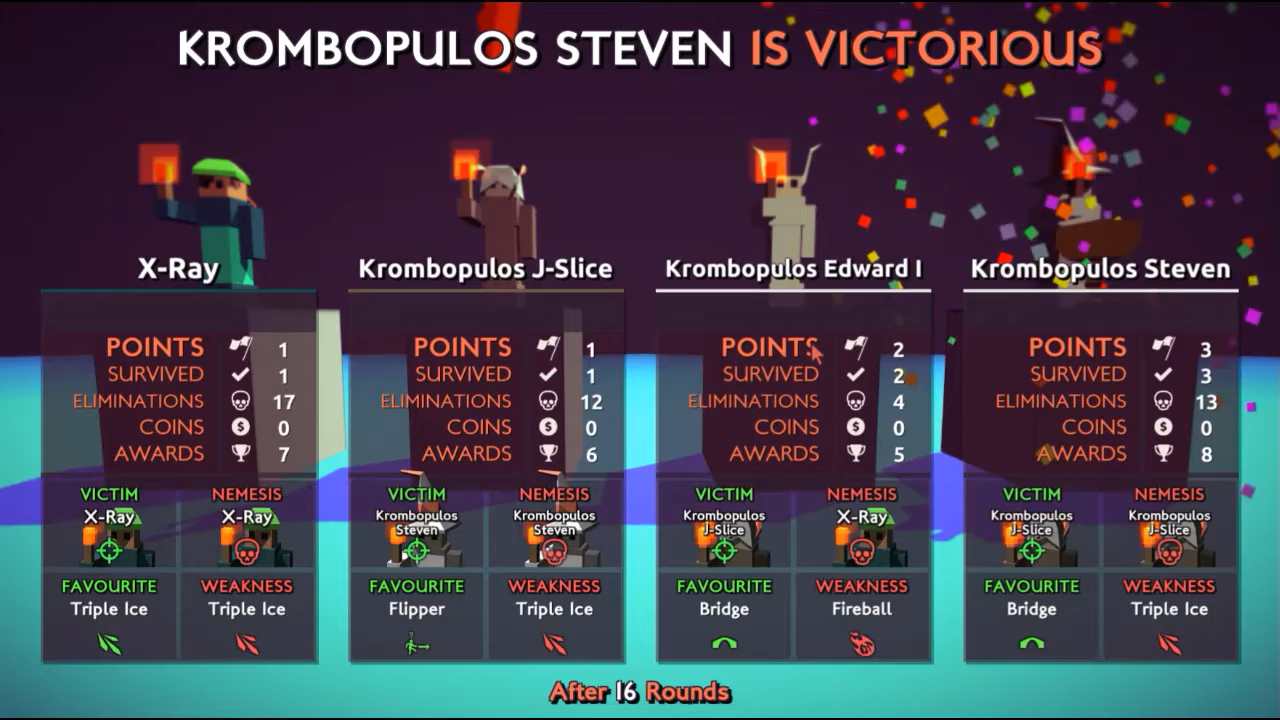 KROMBOPULOS STEVEN IS VICTORIOUS
X-Ray
POINTS 1
SURVIVED 1
ELIMINATIONS 17
COINS $ 0
AWARDS 7
VICTIM
X-Ray
NEMESIS
X-Ray
FAVOURITE
Triple Ice
WEAKNESS
Triple Ice
Krombopulos J-Slice
POINTS 1
SURVIVED 1
ELIMINATIONS 12
COINS $ 0
AWARDS 6
VICTIM
Krombopulos
Steven
NEMESIS
Krombopulos
Steven
FAVOURITE
Flipper
WEAKNESS
Triple Ice
Krombopulos Edward I
POINTS 2
SURVIVED 2
ELIMINATIONS 4
COINS $ 0
AWARDS 5
VICTIM
Krombopulos
J-Slice
NEMESIS
X-Ray
FAVOURITE
Bridge
WEAKNESS
Fireball
Krombopulos Steven
POINTS 3
SURVIVED 3
ELIMINATIONS 13
COINS $ 0
AWARDS 8
VICTIM
Krombopulos
J-Slice
NEMESIS
Krombopulos
J-Slice
FAVOURITE
Bridge
WEAKNESS
Triple Ice
After 16 Rounds